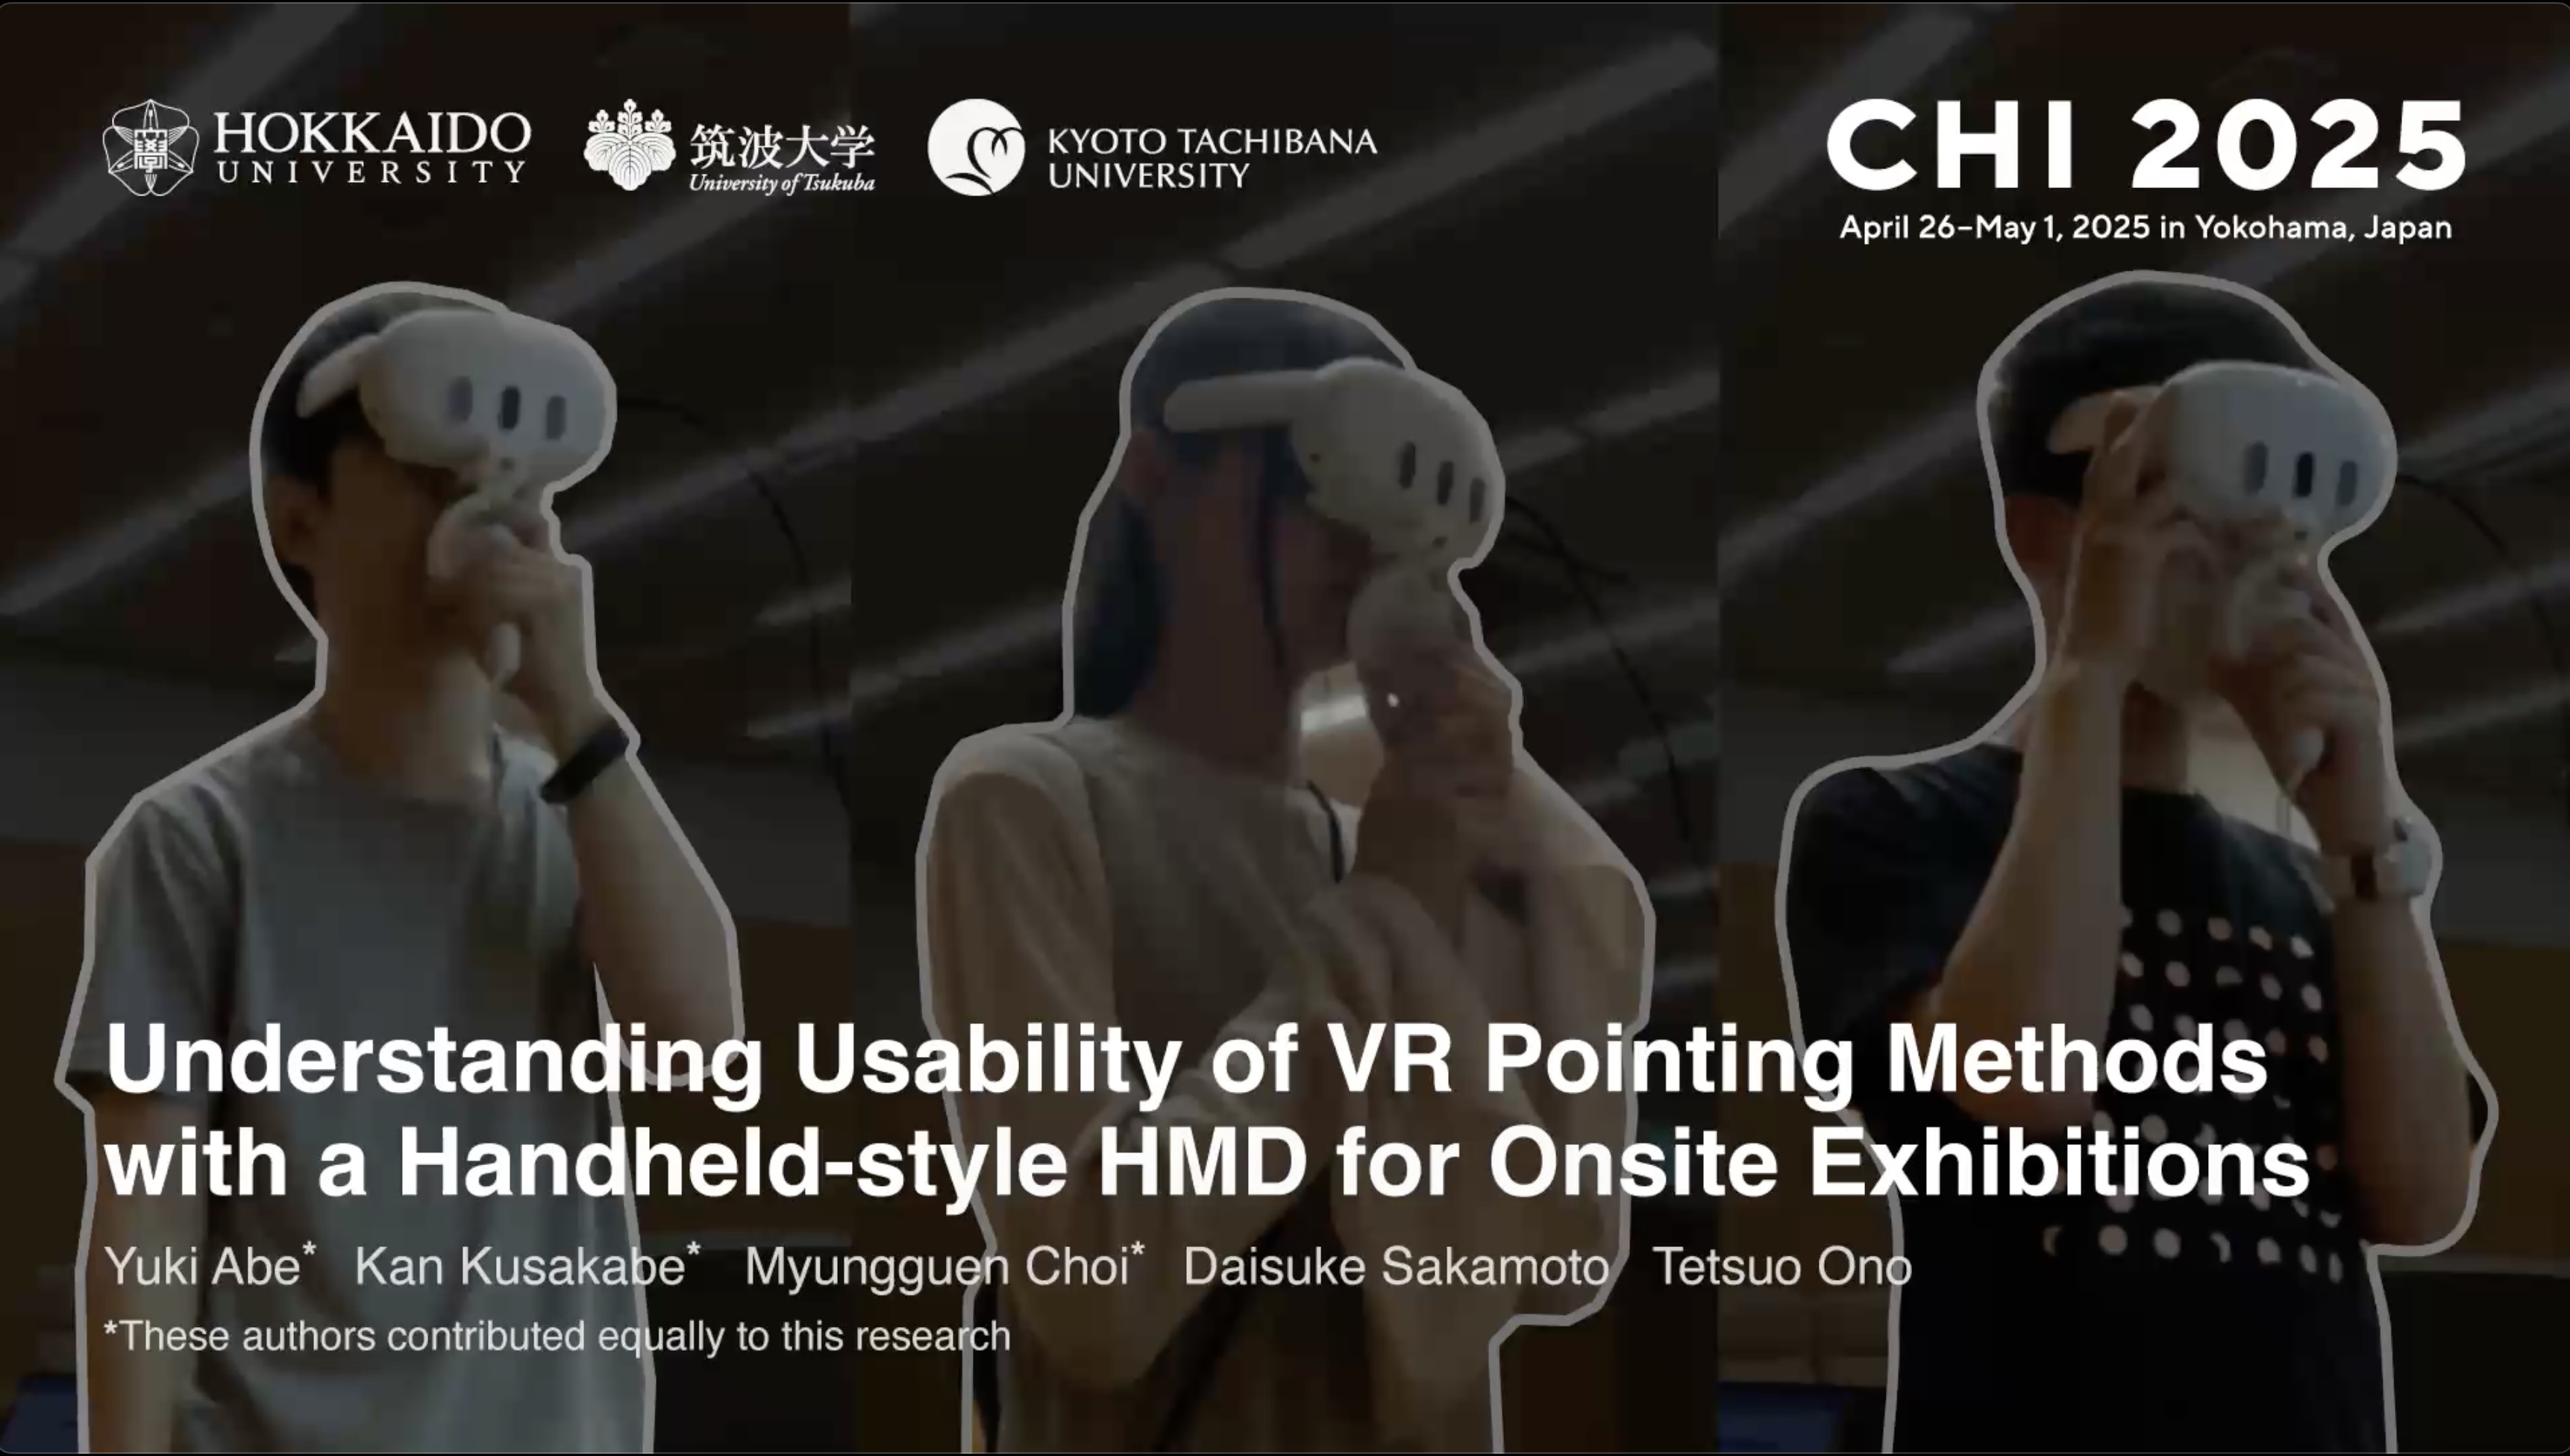 HOKKAIDO
UNIVERSITY
筑波大学
University of Tsukuba
KYOTO TACHIBANA
UNIVERSITY
CHI 2025
April 26–May 1, 2025 in Yokohama, Japan
Understanding Usability of VR Pointing Methods
with a Handheld-style HMD for Onsite Exhibitions
Yuki Abe* Kan Kusakabe* Myungguen Choi* Daisuke Sakamoto Tetsuo Ono
*These authors contributed equally to this research